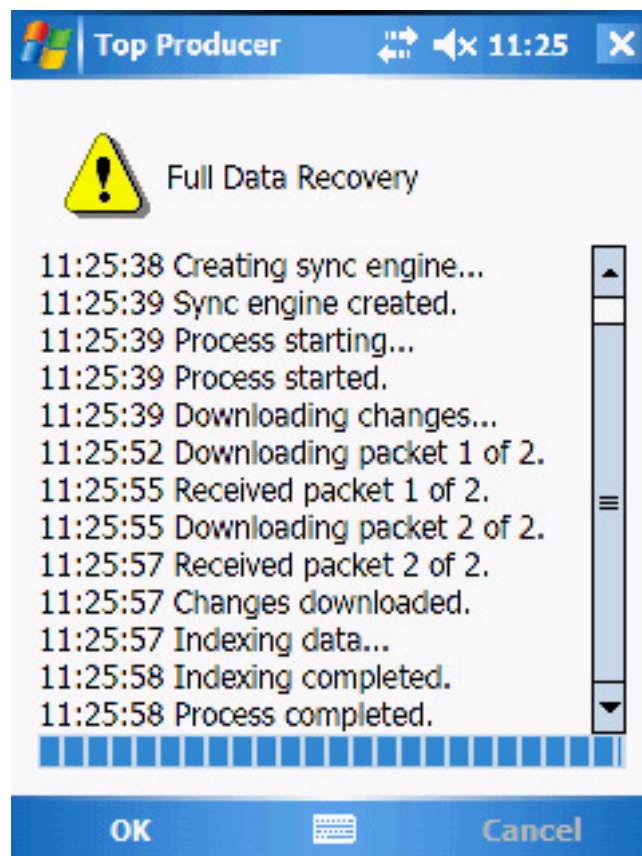 Top Producer 11:25
Full Data Recovery
11:25:38 Creating sync engine...
11:25:39 Sync engine created.
11:25:39 Process starting...
11:25:39 Process started.
11:25:39 Downloading changes...
11:25:52 Downloading packet 1 of 2.
11:25:55 Received packet 1 of 2.
11:25:55 Downloading packet 2 of 2.
11:25:57 Received packet 2 of 2.
11:25:57 Changes downloaded.
11:25:57 Indexing data...
11:25:58 Indexing completed.
11:25:58 Process completed.
OK Cancel